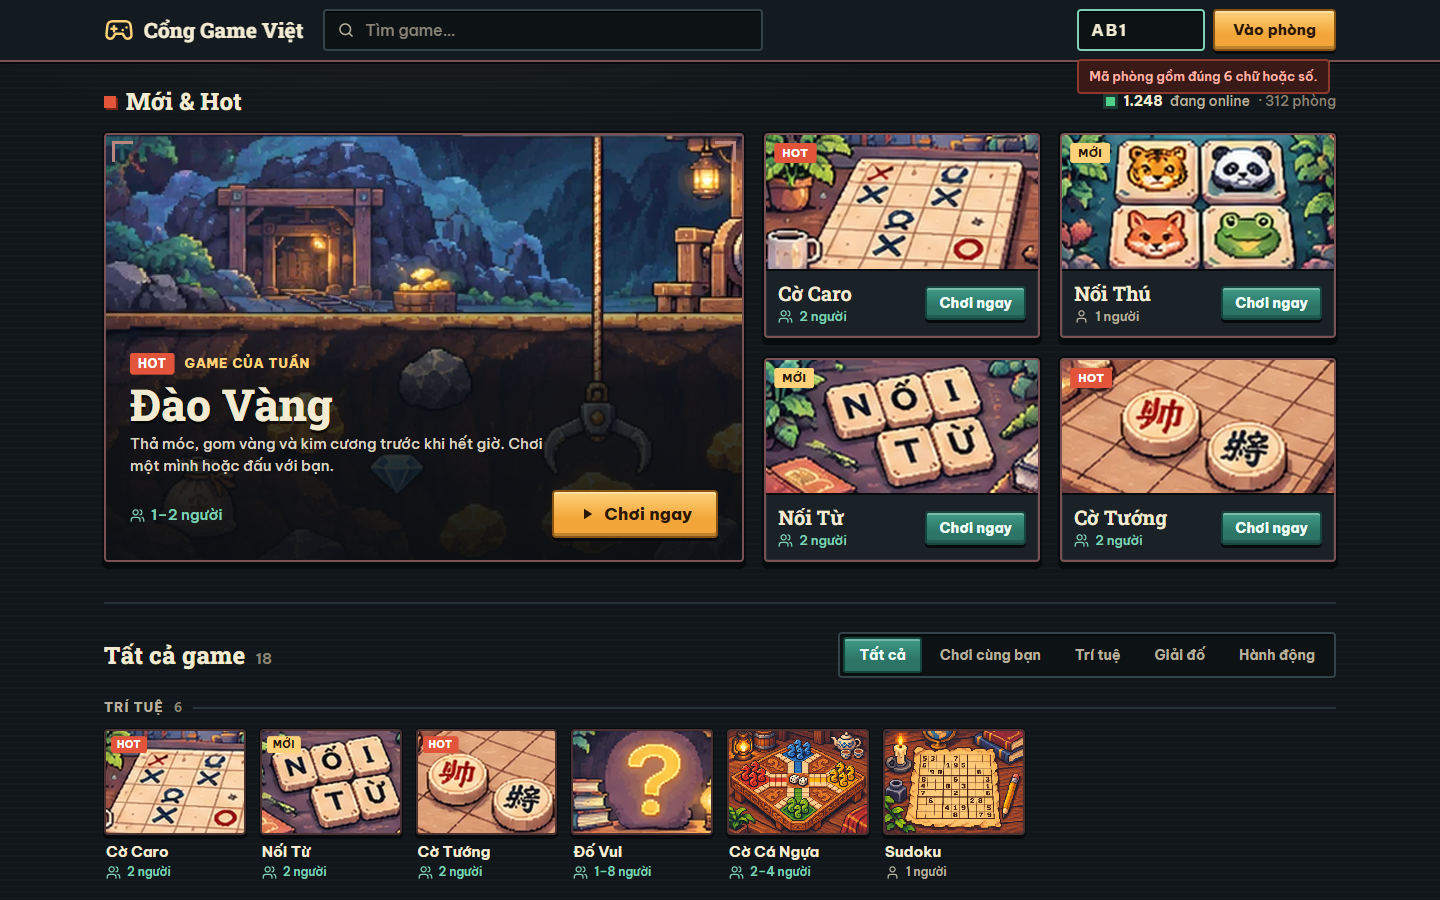 Cổng Game Việt
Tìm game...
AB1
Vào phòng
Mã phòng gồm đúng 6 chữ hoặc số.
Mới & Hot
1.248 đang online · 312 phòng
HOT
GAME CỦA TUẦN
Đào Vàng
Thả móc, gom vàng và kim cương trước khi hết giờ. Chơi
một mình hoặc đấu với bạn.
1–2 người
Chơi ngay
HOT
Cờ Caro
2 người
Chơi ngay
MỚI
Nối Thú
1 người
Chơi ngay
MỚI
NỐI
TỪ
Nối Từ
2 người
Chơi ngay
HOT
帅
将
Cờ Tướng
2 người
Chơi ngay
Tất cả game 18
Tất cả
Chơi cùng bạn
Trí tuệ
Giải đố
Hành động
TRÍ TUỆ 6
HOT
Cờ Caro
2 người
MỚI
NỐI
TỪ
Nối Từ
2 người
HOT
帅
将
Cờ Tướng
2 người
?
Đố Vui
1–8 người
Cờ Cá Ngựa
2–4 người
Sudoku
1 người